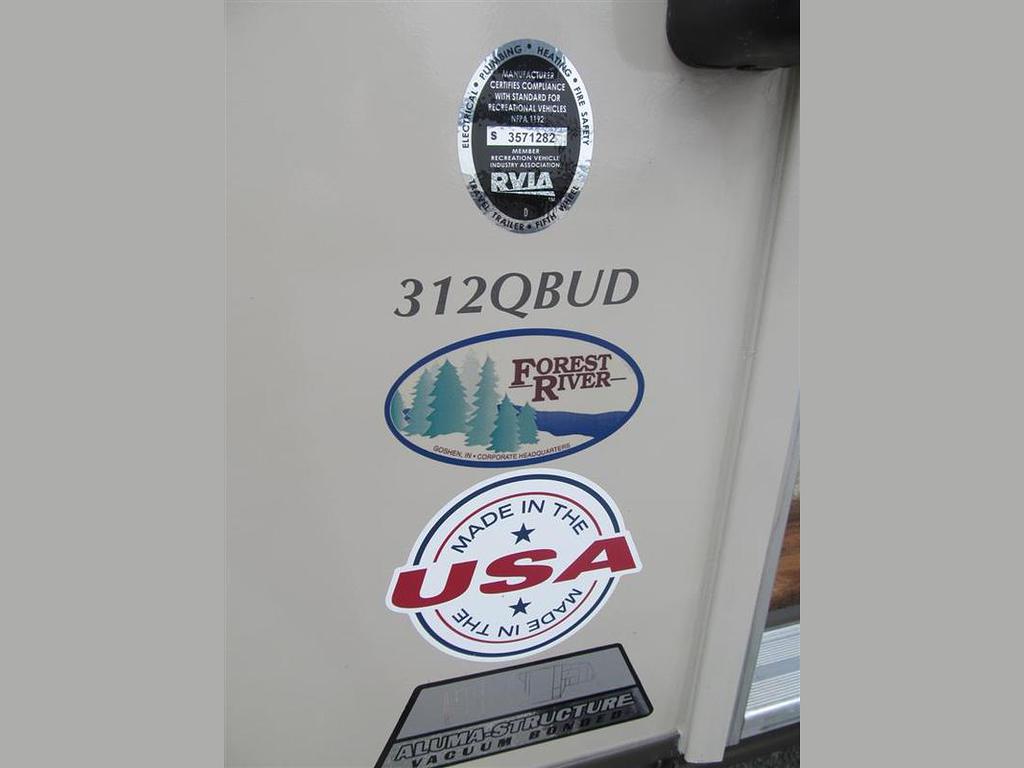 ELECTRICAL • PLUMBING • HEATING • FIRE SAFETY
MANUFACTURER
CERTIFIES COMPLIANCE
WITH STANDARD FOR
RECREATIONAL VEHICLES
NFPA 1192
S 3571282
MEMBER
RECREATION VEHICLE
INDUSTRY ASSOCIATION
RVIA
TRAVEL TRAILER • FIFTH WHEEL
312QBUD
FOREST
RIVER
GOSHEN, IN • CORPORATE HEADQUARTERS
MADE IN THE
USA
MADE IN THE
ALUMA-STRUCTURE
VACUUM BONDED